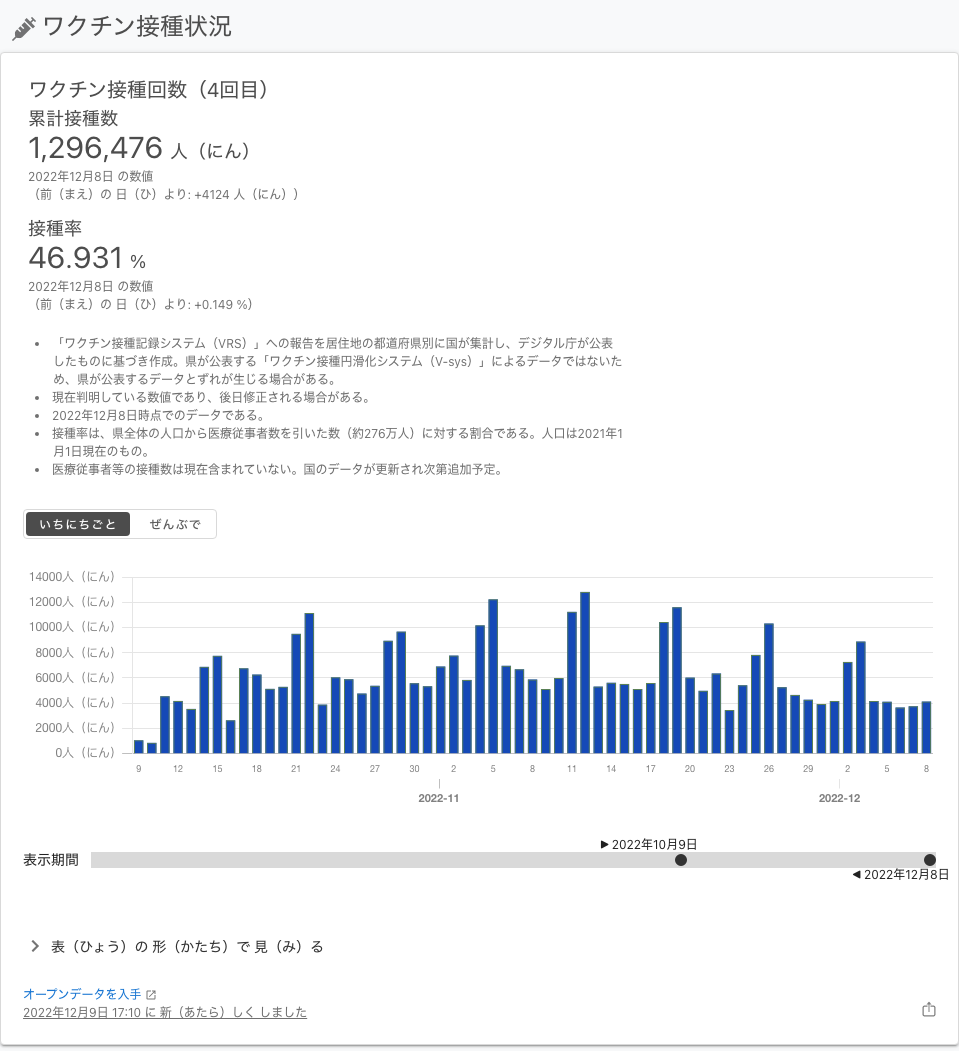 ワクチン接種状況
ワクチン接種回数（4回目）
累計接種数
1,296,476 人（にん）
2022年12月8日 の数値
（前（まえ）の 日（ひ）より: +4124 人（にん））
接種率
46.931 %
2022年12月8日 の数値
（前（まえ）の 日（ひ）より: +0.149 %）
• 「ワクチン接種記録システム（VRS）」への報告を居住地の都道府県別に国が集計し、デジタル庁が公表
したものに基づき作成。県が公表する「ワクチン接種円滑化システム（V-sys）」によるデータではないた
め、県が公表するデータとずれが生じる場合がある。
• 現在判明している数値であり、後日修正される場合がある。
• 2022年12月8日時点でのデータである。
• 接種率は、県全体の人口から医療従事者数を引いた数（約276万人）に対する割合である。人口は2021年1
月1日現在のもの。
• 医療従事者等の接種数は現在含まれていない。国のデータが更新され次第追加予定。
いちにちごと ぜんぶで
14000人（にん）
12000人（にん）
10000人（にん）
8000人（にん）
6000人（にん）
4000人（にん）
2000人（にん）
0人（にん）
9 12 15 18 21 24 27 30 2 5 8 11 14 17 20 23 26 29 2 5 8
2022-11 2022-12
▶ 2022年10月9日
表示期間
◀ 2022年12月8日
表（ひょう）の 形（かたち）で 見（み）る
オープンデータを入手
2022年12月9日 17:10 に 新（あたら）しく しました